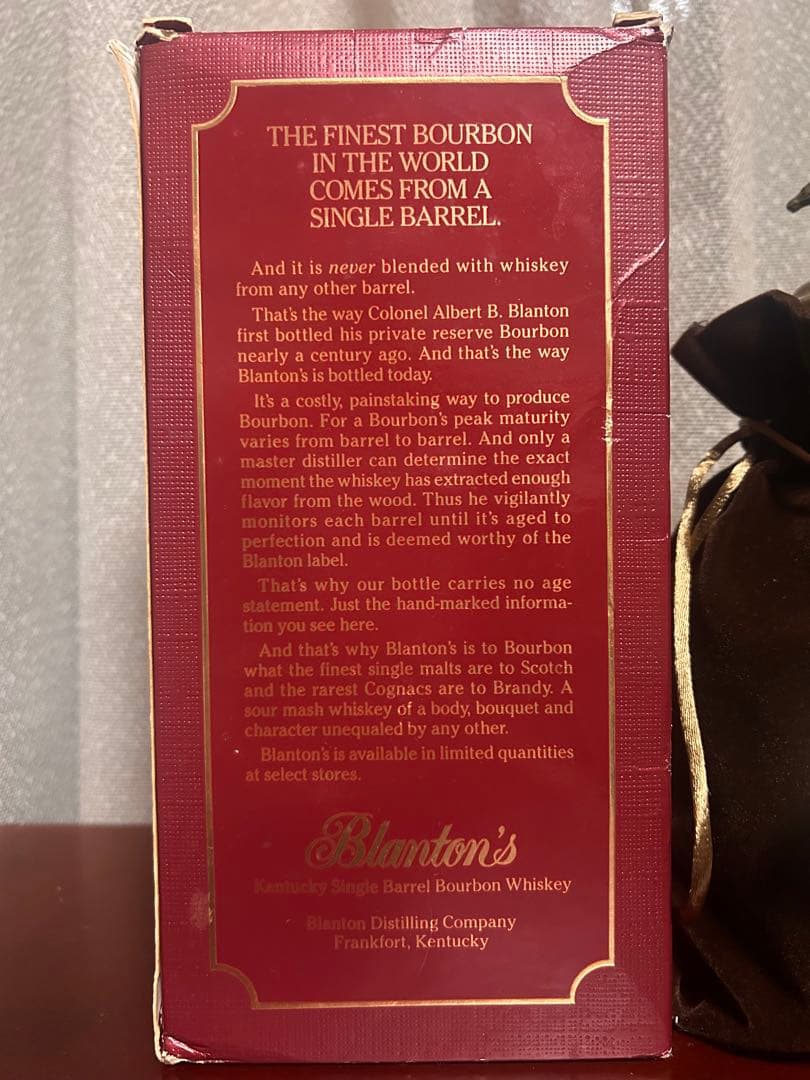 THE FINEST BOURBON
IN THE WORLD
COMES FROM A
SINGLE BARREL.
And it is never blended with whiskey
from any other barrel.
That's the way Colonel Albert B. Blanton
first bottled his private reserve Bourbon
nearly a century ago. And that's the way
Blanton's is bottled today.
It's a costly, painstaking way to produce
Bourbon. For a Bourbon's peak maturity
varies from barrel to barrel. And only a
master distiller can determine the exact
moment the whiskey has extracted enough
flavor from the wood. Thus he vigilantly
monitors each barrel until it's aged to
perfection and is deemed worthy of the
Blanton label.
That's why our bottle carries no age
statement. Just the hand-marked informa-
tion you see here.
And that's why Blanton's is to Bourbon
what the finest single malts are to Scotch
and the rarest Cognacs are to Brandy. A
sour mash whiskey of a body, bouquet and
character unequaled by any other.
Blanton's is available in limited quantities
at select stores.
Blanton's
Kentucky Single Barrel Bourbon Whiskey
Blanton Distilling Company
Frankfort, Kentucky